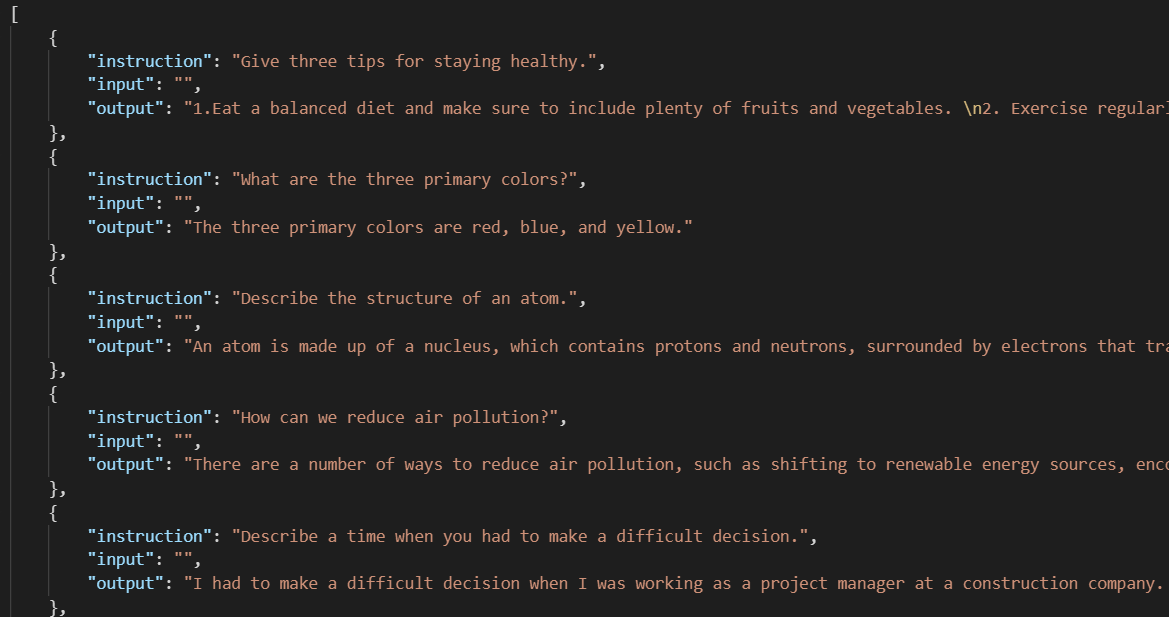 [
{
"instruction": "Give three tips for staying healthy.",
"input": "",
"output": "1.Eat a balanced diet and make sure to include plenty of fruits and vegetables. \n2. Exercise regular
},
{
"instruction": "What are the three primary colors?",
"input": "",
"output": "The three primary colors are red, blue, and yellow."
},
{
"instruction": "Describe the structure of an atom.",
"input": "",
"output": "An atom is made up of a nucleus, which contains protons and neutrons, surrounded by electrons that tra
},
{
"instruction": "How can we reduce air pollution?",
"input": "",
"output": "There are a number of ways to reduce air pollution, such as shifting to renewable energy sources, enco
},
{
"instruction": "Describe a time when you had to make a difficult decision.",
"input": "",
"output": "I had to make a difficult decision when I was working as a project manager at a construction company.
},